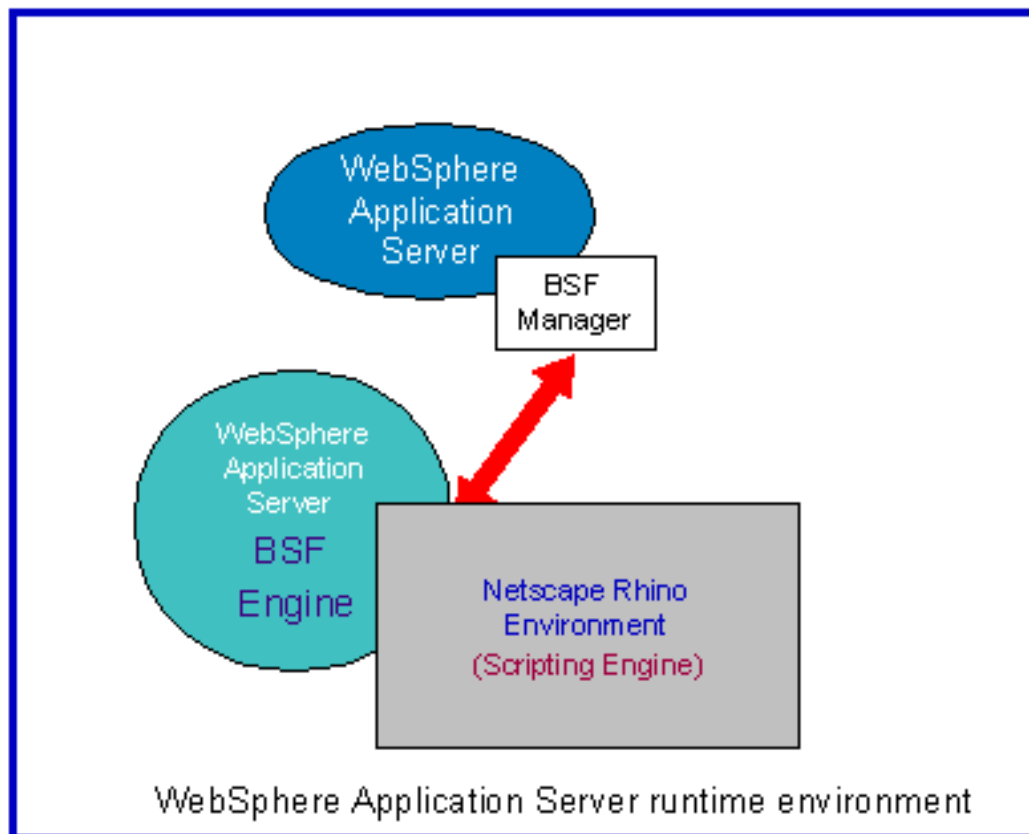 WebSphere
Application
Server
BSF
Manager
WebSphere
Application
Server
BSF
Engine
Netscape Rhino
Environment
(Scripting Engine)
WebSphere Application Server runtime environment